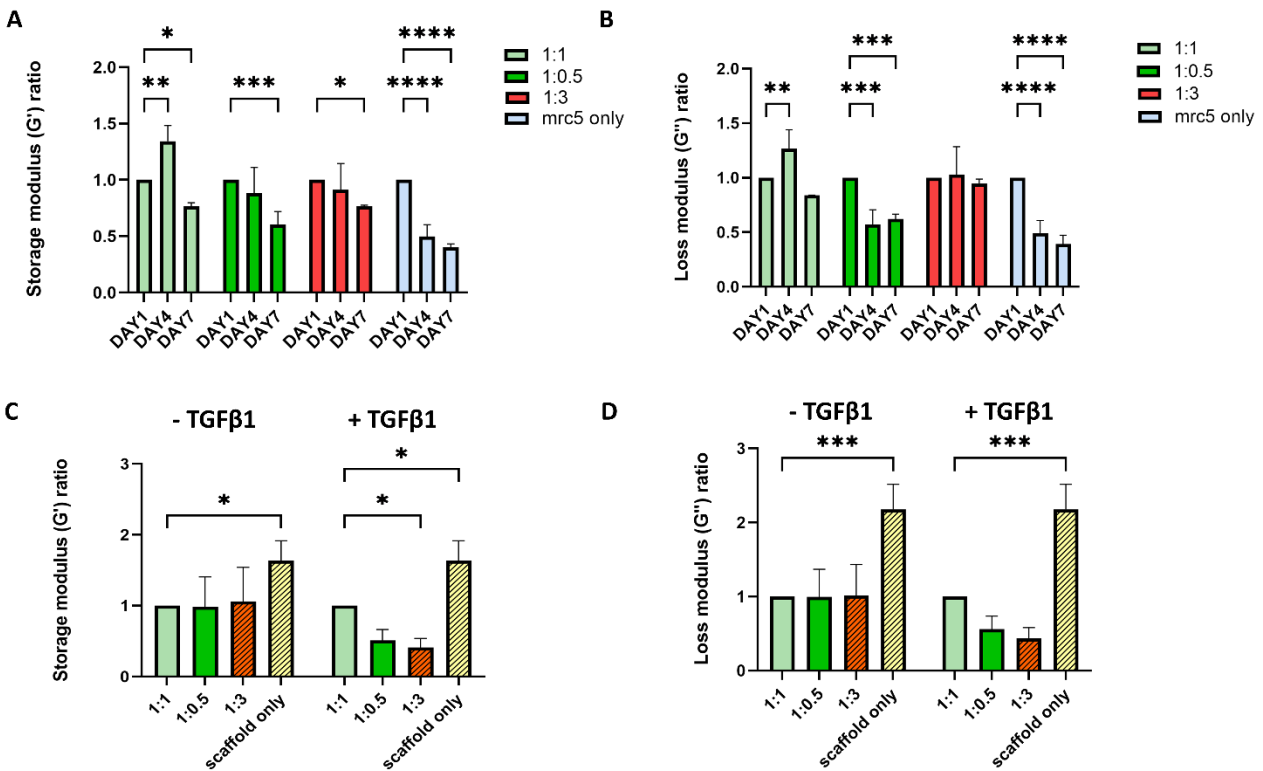 A
Storage modulus (G') ratio
2.0
1.5
1.0
0.5
0.0
*
**
***
*
****
****
DAY1 DAY4 DAY7 DAY1 DAY4 DAY7 DAY1 DAY4 DAY7 DAY1 DAY4 DAY7
1:1
1:0.5
1:3
mrc5 only
B
Loss modulus (G'') ratio
2.0
1.5
1.0
0.5
0.0
**
***
***
****
****
DAY1 DAY4 DAY7 DAY1 DAY4 DAY7 DAY1 DAY4 DAY7 DAY1 DAY4 DAY7
1:1
1:0.5
1:3
mrc5 only
C
- TGFβ1 + TGFβ1
Storage modulus (G') ratio
3
2
1
0
*
*
*
1:1 1:0.5 1:3 scaffold only 1:1 1:0.5 1:3 scaffold only
D
- TGFβ1 + TGFβ1
Loss modulus (G'') ratio
3
2
1
0
*** ***
1:1 1:0.5 1:3 scaffold only 1:1 1:0.5 1:3 scaffold only